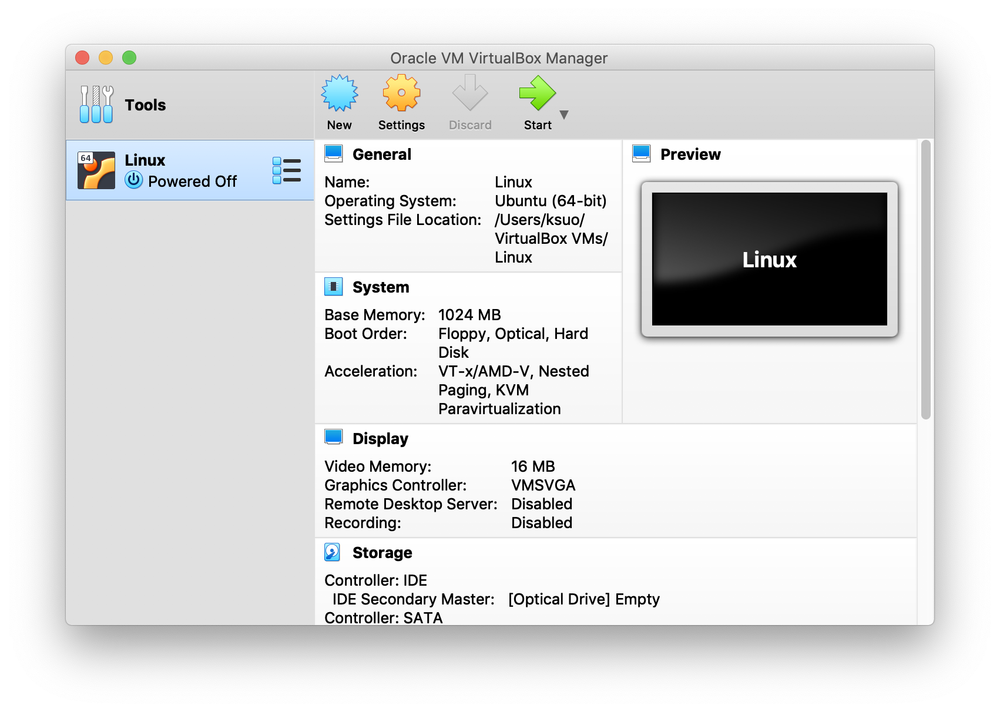 Oracle VM VirtualBox Manager
Tools
New
Settings
Discard
Start
64
Linux
Powered Off
General
Name: Linux
Operating System: Ubuntu (64-bit)
Settings File Location: /Users/ksuo/
VirtualBox VMs/
Linux
Preview
Linux
System
Base Memory: 1024 MB
Boot Order: Floppy, Optical, Hard
Disk
Acceleration: VT-x/AMD-V, Nested
Paging, KVM
Paravirtualization
Display
Video Memory: 16 MB
Graphics Controller: VMSVGA
Remote Desktop Server: Disabled
Recording: Disabled
Storage
Controller: IDE
IDE Secondary Master: [Optical Drive] Empty
Controller: SATA